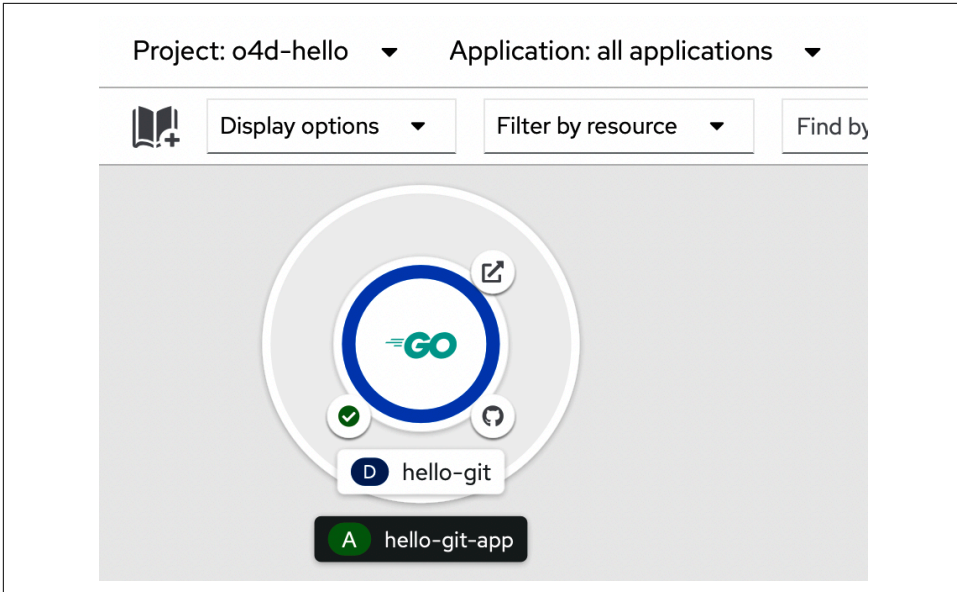 Project: o4d-hello Application: all applications
Display options Filter by resource Find by
GO
D hello-git
A hello-git-app